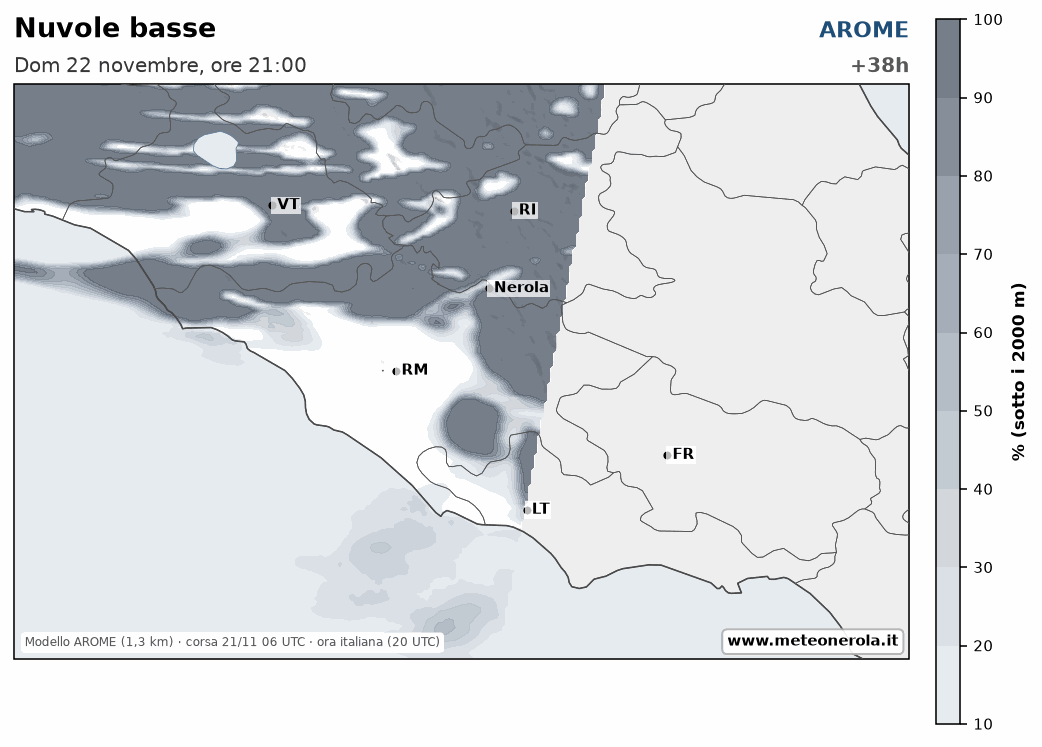 Nuvole basse
AROME
Dom 22 novembre, ore 21:00
+38h
100
90
80
70
60
50
40
30
20
10
% (sotto i 2000 m)
VT
RI
Nerola
RM
FR
LT
Modello AROME (1,3 km) · corsa 21/11 06 UTC · ora italiana (20 UTC)
www.meteonerola.it